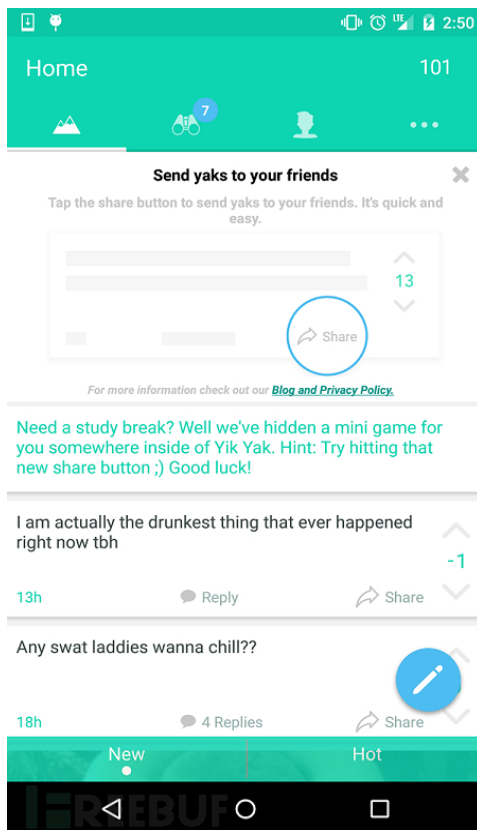 LTE 2:50
Home 101
7
Send yaks to your friends
Tap the share button to send yaks to your friends. It's quick and
easy.
13
Share
For more information check out our Blog and Privacy Policy.
Need a study break? Well we've hidden a mini game for
you somewhere inside of Yik Yak. Hint: Try hitting that
new share button ;) Good luck!
I am actually the drunkest thing that ever happened
right now tbh
-1
13h Reply Share
Any swat laddies wanna chill??
18h 4 Replies Share
New Hot
FREEBUF